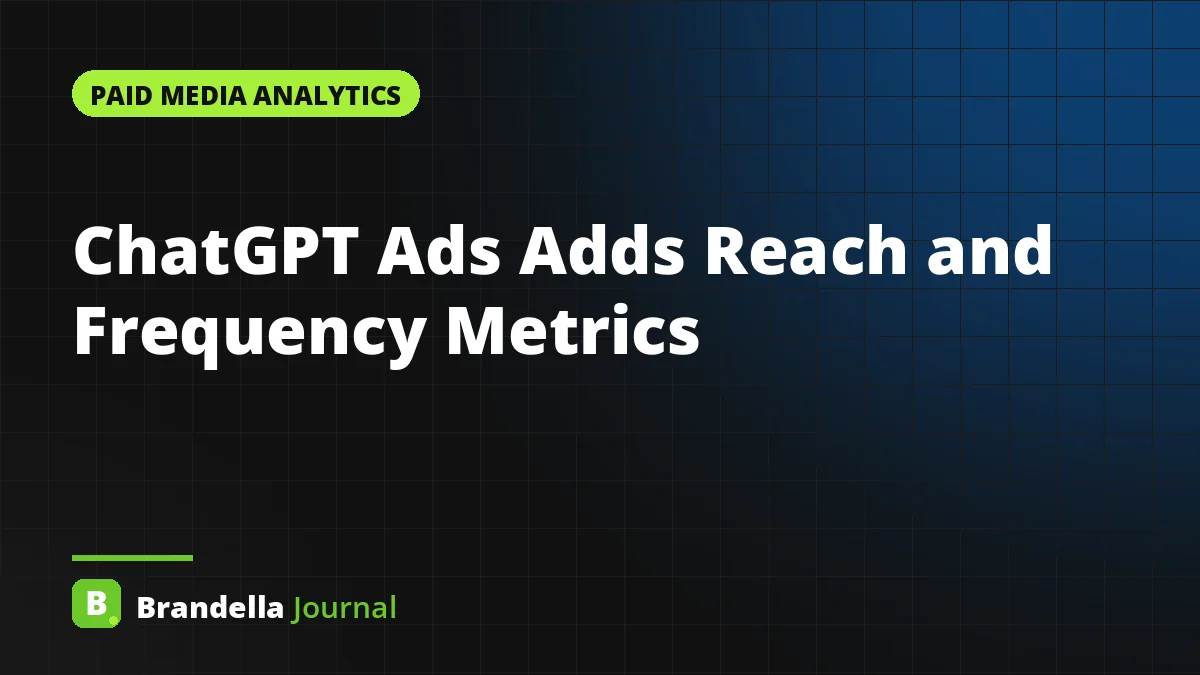 PAID MEDIA ANALYTICS
ChatGPT Ads Adds Reach and
Frequency Metrics
B
Brandella Journal